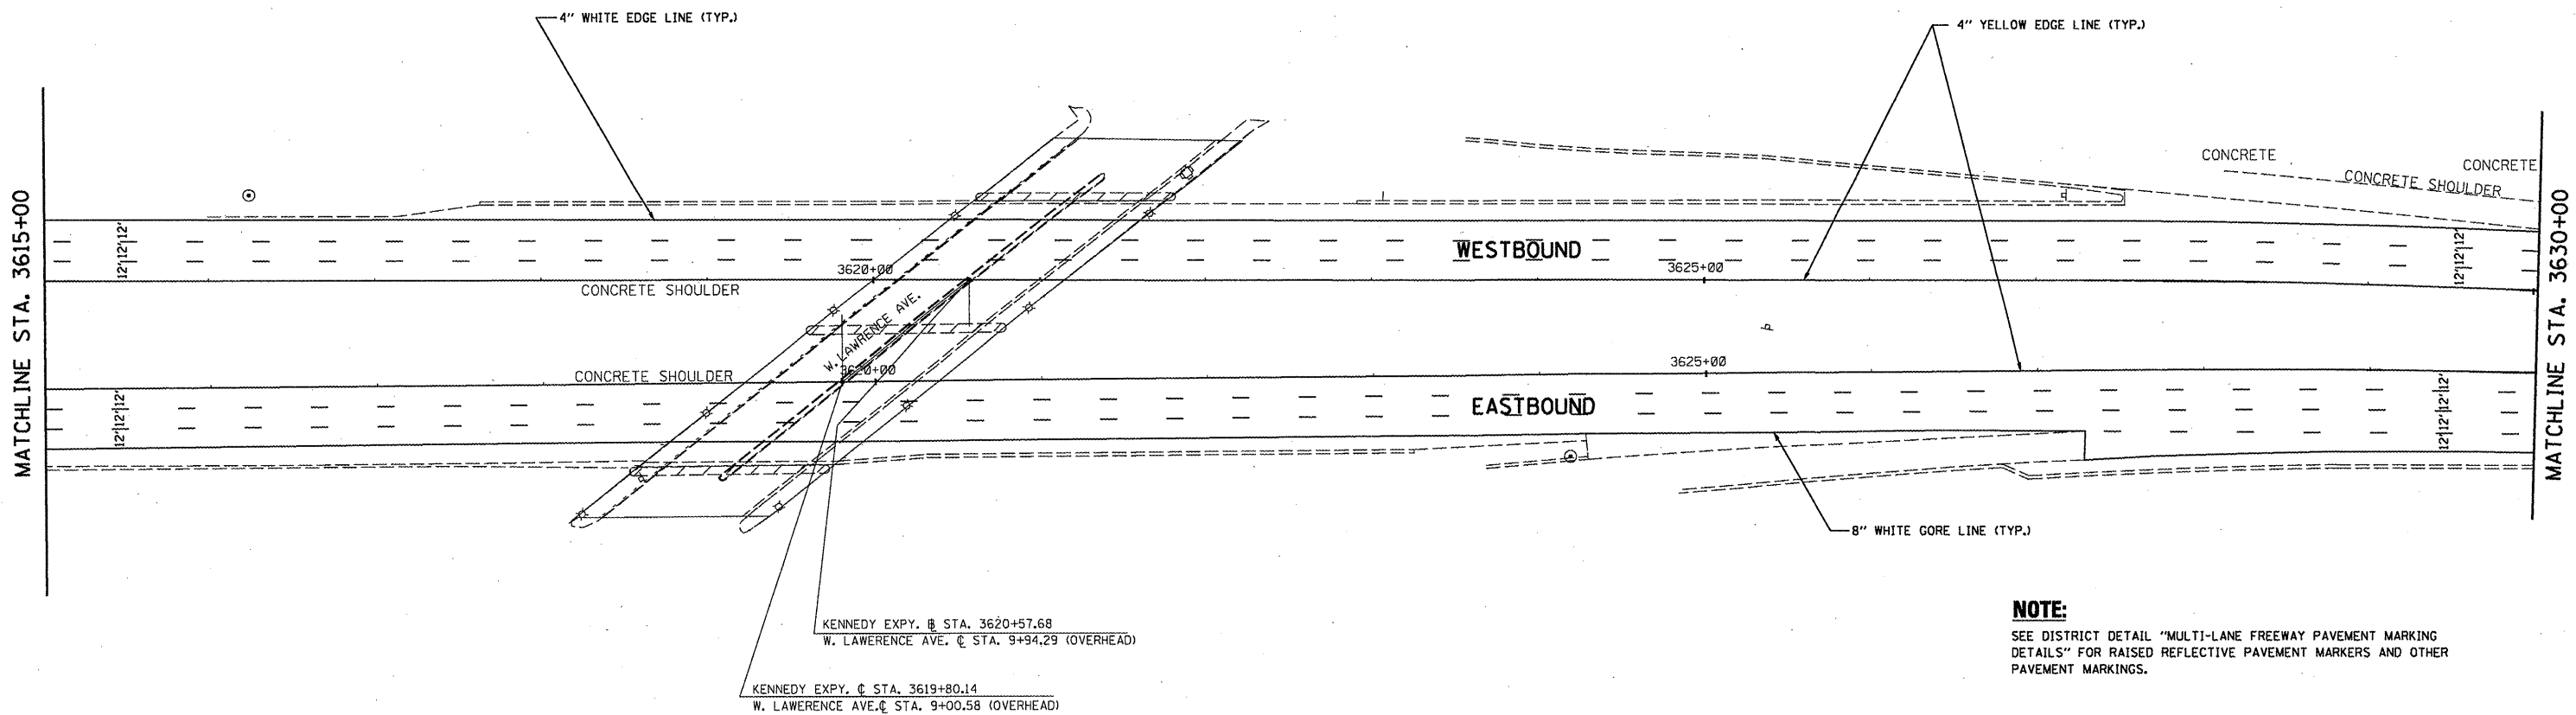 4" WHITE EDGE LINE (TYP.)
4" YELLOW EDGE LINE (TYP.)
CONCRETE
CONCRETE
CONCRETE SHOULDER
MATCHLINE STA. 3615+00
12'|12'|12'
WESTBOUND
12'|12'|12'
MATCHLINE STA. 3630+00
3620+00
3625+00
CONCRETE SHOULDER
W. LAWRENCE AVE.
CONCRETE SHOULDER
3620+00
3625+00
12'|12'|12'
EASTBOUND
12'|12'|12'
8" WHITE GORE LINE (TYP.)
KENNEDY EXPY. ⅊ STA. 3620+57.68
W. LAWERENCE AVE. ℄ STA. 9+94.29 (OVERHEAD)
KENNEDY EXPY. ℄ STA. 3619+80.14
W. LAWERENCE AVE.℄ STA. 9+00.58 (OVERHEAD)
NOTE:
SEE DISTRICT DETAIL "MULTI-LANE FREEWAY PAVEMENT MARKING
DETAILS" FOR RAISED REFLECTIVE PAVEMENT MARKERS AND OTHER
PAVEMENT MARKINGS.